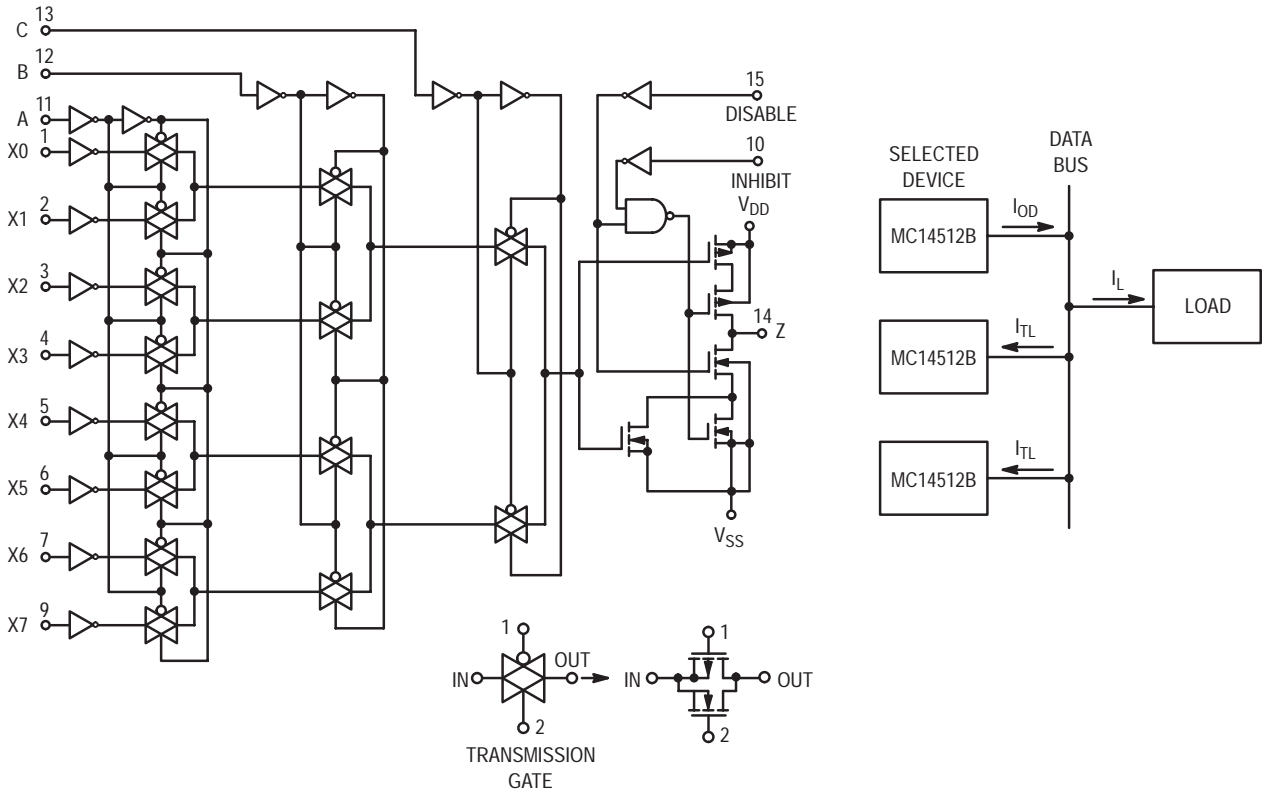 C 13
B 12
A 11
X0 1
X1 2
X2 3
X3 4
X4 5
X5 6
X6 7
X7 9
15
DISABLE
10
INHIBIT
VDD
14
Z
VSS
SELECTED
DEVICE
DATA
BUS
MC14512B
IOD
IL
LOAD
MC14512B
ITL
MC14512B
ITL
1
IN
OUT
2
TRANSMISSION
GATE
1
IN
OUT
2